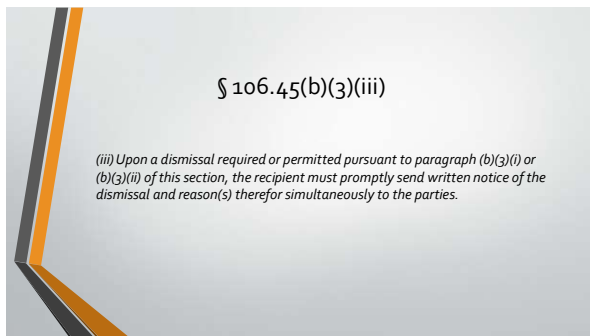 § 106.45(b)(3)(iii)
(iii) Upon a dismissal required or permitted pursuant to paragraph (b)(3)(i) or
(b)(3)(ii) of this section, the recipient must promptly send written notice of the
dismissal and reason(s) therefor simultaneously to the parties.